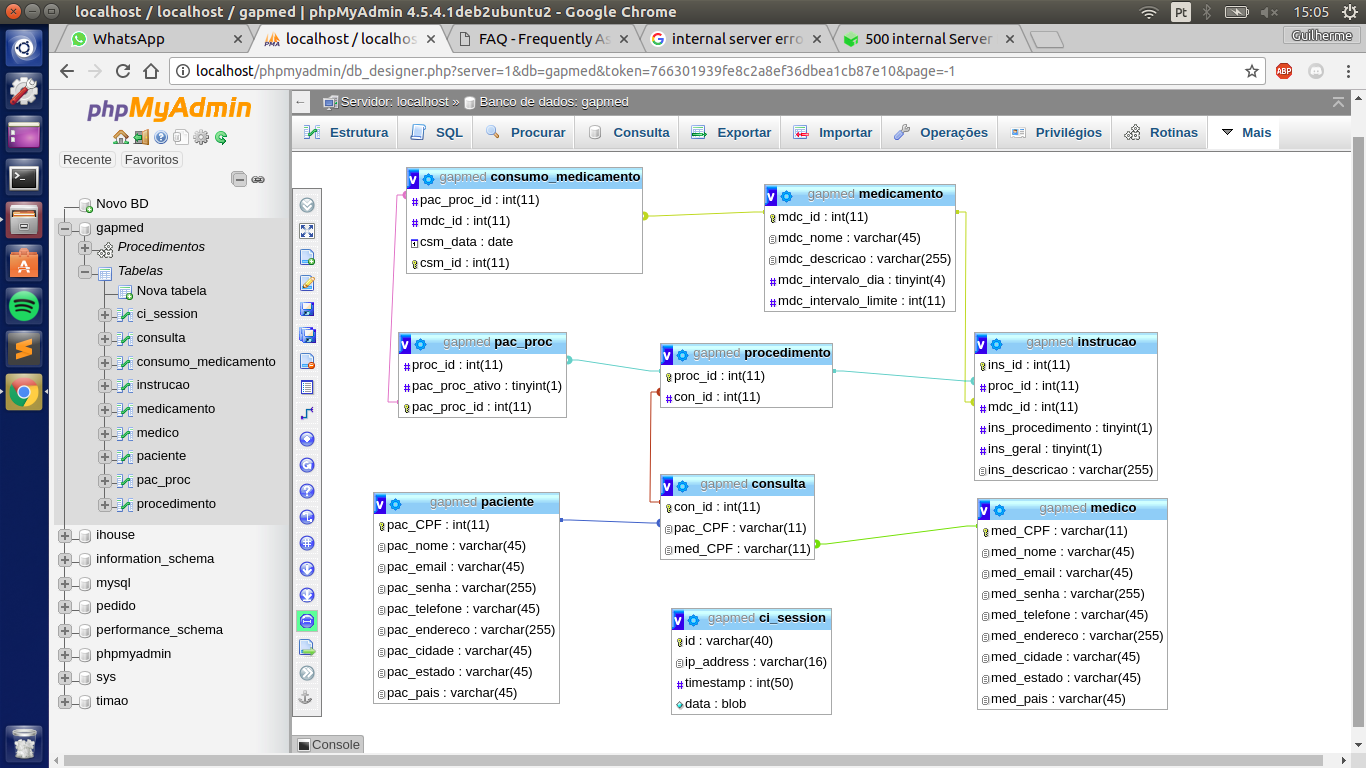 localhost / localhost / gapmed | phpMyAdmin 4.5.4.1deb2ubuntu2 - Google Chrome
Pt
15:05
WhatsApp
localhost / localhos
FAQ - Frequently As
internal server erro
500 internal Server
Guilherme
localhost/phpmyadmin/db_designer.php?server=1&db=gapmed&token=766301939fe8c2a8ef36dbea1cb87e10&page=-1
ABP
phpMyAdmin
Recente
Favoritos
Novo BD
gapmed
Procedimentos
Tabelas
Nova tabela
ci_session
consulta
consumo_medicamento
instrucao
medicamento
medico
paciente
pac_proc
procedimento
ihouse
information_schema
mysql
pedido
performance_schema
phpmyadmin
sys
timao
Servidor: localhost »
Banco de dados: gapmed
Estrutura
SQL
Procurar
Consulta
Exportar
Importar
Operações
Privilégios
Rotinas
Mais
v gapmed consumo_medicamento
pac_proc_id : int(11)
mdc_id : int(11)
csm_data : date
csm_id : int(11)
v gapmed medicamento
mdc_id : int(11)
mdc_nome : varchar(45)
mdc_descricao : varchar(255)
mdc_intervalo_dia : tinyint(4)
mdc_intervalo_limite : int(11)
v gapmed pac_proc
proc_id : int(11)
pac_proc_ativo : tinyint(1)
pac_proc_id : int(11)
v gapmed procedimento
proc_id : int(11)
con_id : int(11)
v gapmed instrucao
ins_id : int(11)
proc_id : int(11)
mdc_id : int(11)
ins_procedimento : tinyint(1)
ins_geral : tinyint(1)
ins_descricao : varchar(255)
v gapmed paciente
pac_CPF : int(11)
pac_nome : varchar(45)
pac_email : varchar(45)
pac_senha : varchar(255)
pac_telefone : varchar(45)
pac_endereco : varchar(255)
pac_cidade : varchar(45)
pac_estado : varchar(45)
pac_pais : varchar(45)
v gapmed consulta
con_id : int(11)
pac_CPF : varchar(11)
med_CPF : varchar(11)
v gapmed medico
med_CPF : varchar(11)
med_nome : varchar(45)
med_email : varchar(45)
med_senha : varchar(255)
med_telefone : varchar(45)
med_endereco : varchar(255)
med_cidade : varchar(45)
med_estado : varchar(45)
med_pais : varchar(45)
v gapmed ci_session
id : varchar(40)
ip_address : varchar(16)
timestamp : int(50)
data : blob
Console